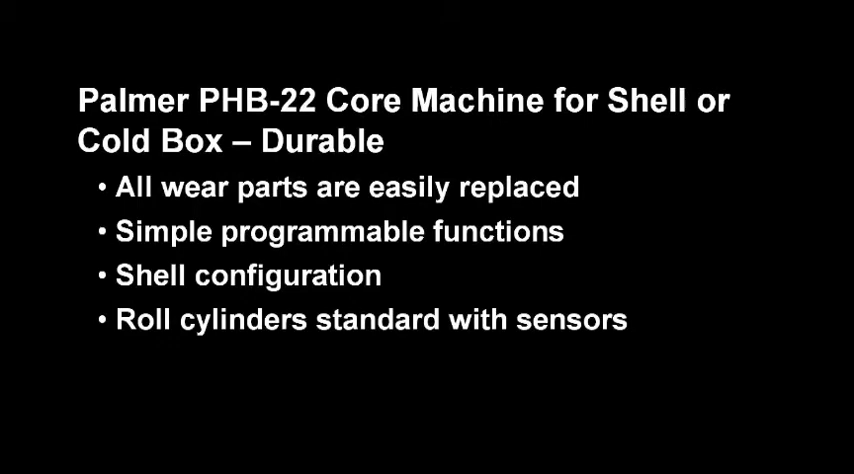 Palmer PHB-22 Core Machine for Shell or
Cold Box – Durable
• All wear parts are easily replaced
• Simple programmable functions
• Shell configuration
• Roll cylinders standard with sensors